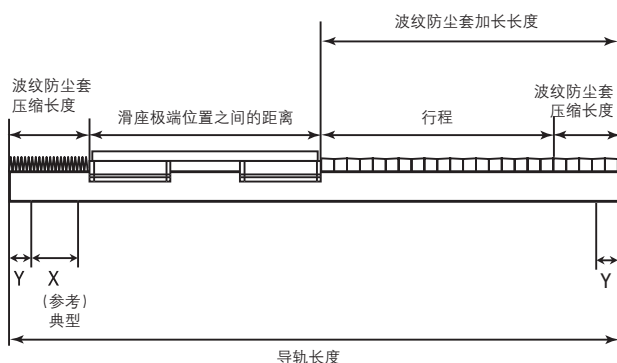 波纹防尘套加长长度
波纹防尘套
压缩长度
滑座极端位置之间的距离
行程
波纹防尘套
压缩长度
Y
X
Y
(参考)
典型
导轨长度